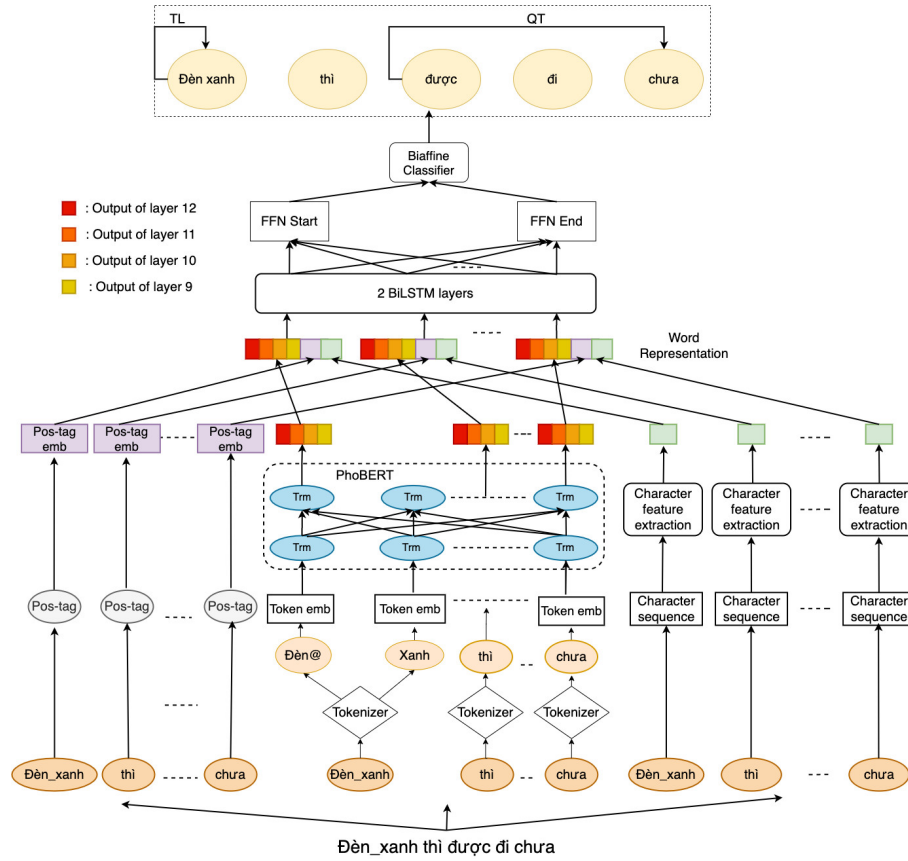 TL
QT
Đèn xanh
thì
được
đi
chưa
Biaffine
Classifier
: Output of layer 12
: Output of layer 11
: Output of layer 10
: Output of layer 9
FFN Start
FFN End
2 BiLSTM layers
Word
Representation
Pos-tag
emb
Pos-tag
emb
Pos-tag
emb
PhoBERT
Trm
Trm
Trm
Trm
Trm
Trm
Character
feature
extraction
Character
feature
extraction
Character
feature
extraction
Pos-tag
Pos-tag
Pos-tag
Token emb
Token emb
Token emb
Character
sequence
Character
sequence
Character
sequence
Đèn@
Xanh
thì
chưa
Tokenizer
Tokenizer
Tokenizer
Đèn_xanh
thì
chưa
Đèn_xanh
thì
chưa
Đèn_xanh
thì
chưa
Đèn_xanh thì được đi chưa